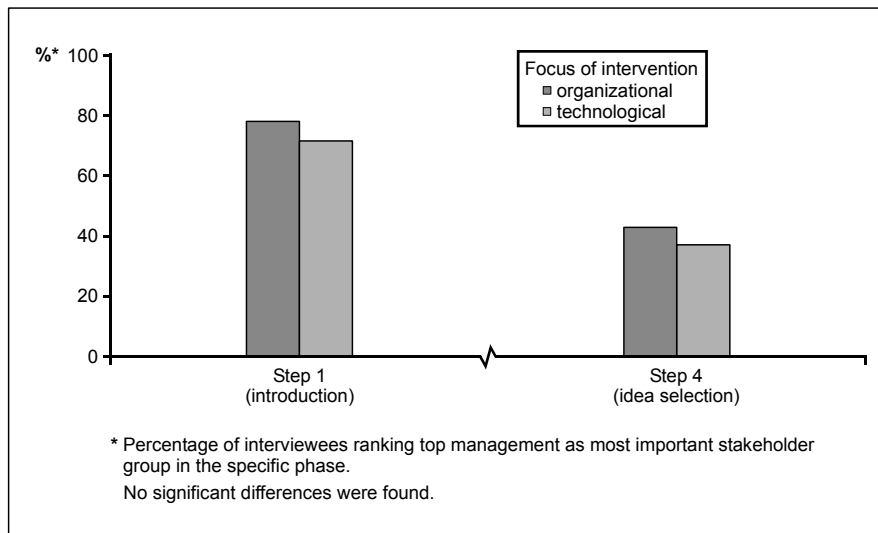 %*
100
80
60
40
20
0
Focus of intervention
organizational
technological
Step 1
(introduction)
Step 4
(idea selection)
* Percentage of interviewees ranking top management as most important stakeholder
group in the specific phase.
No significant differences were found.